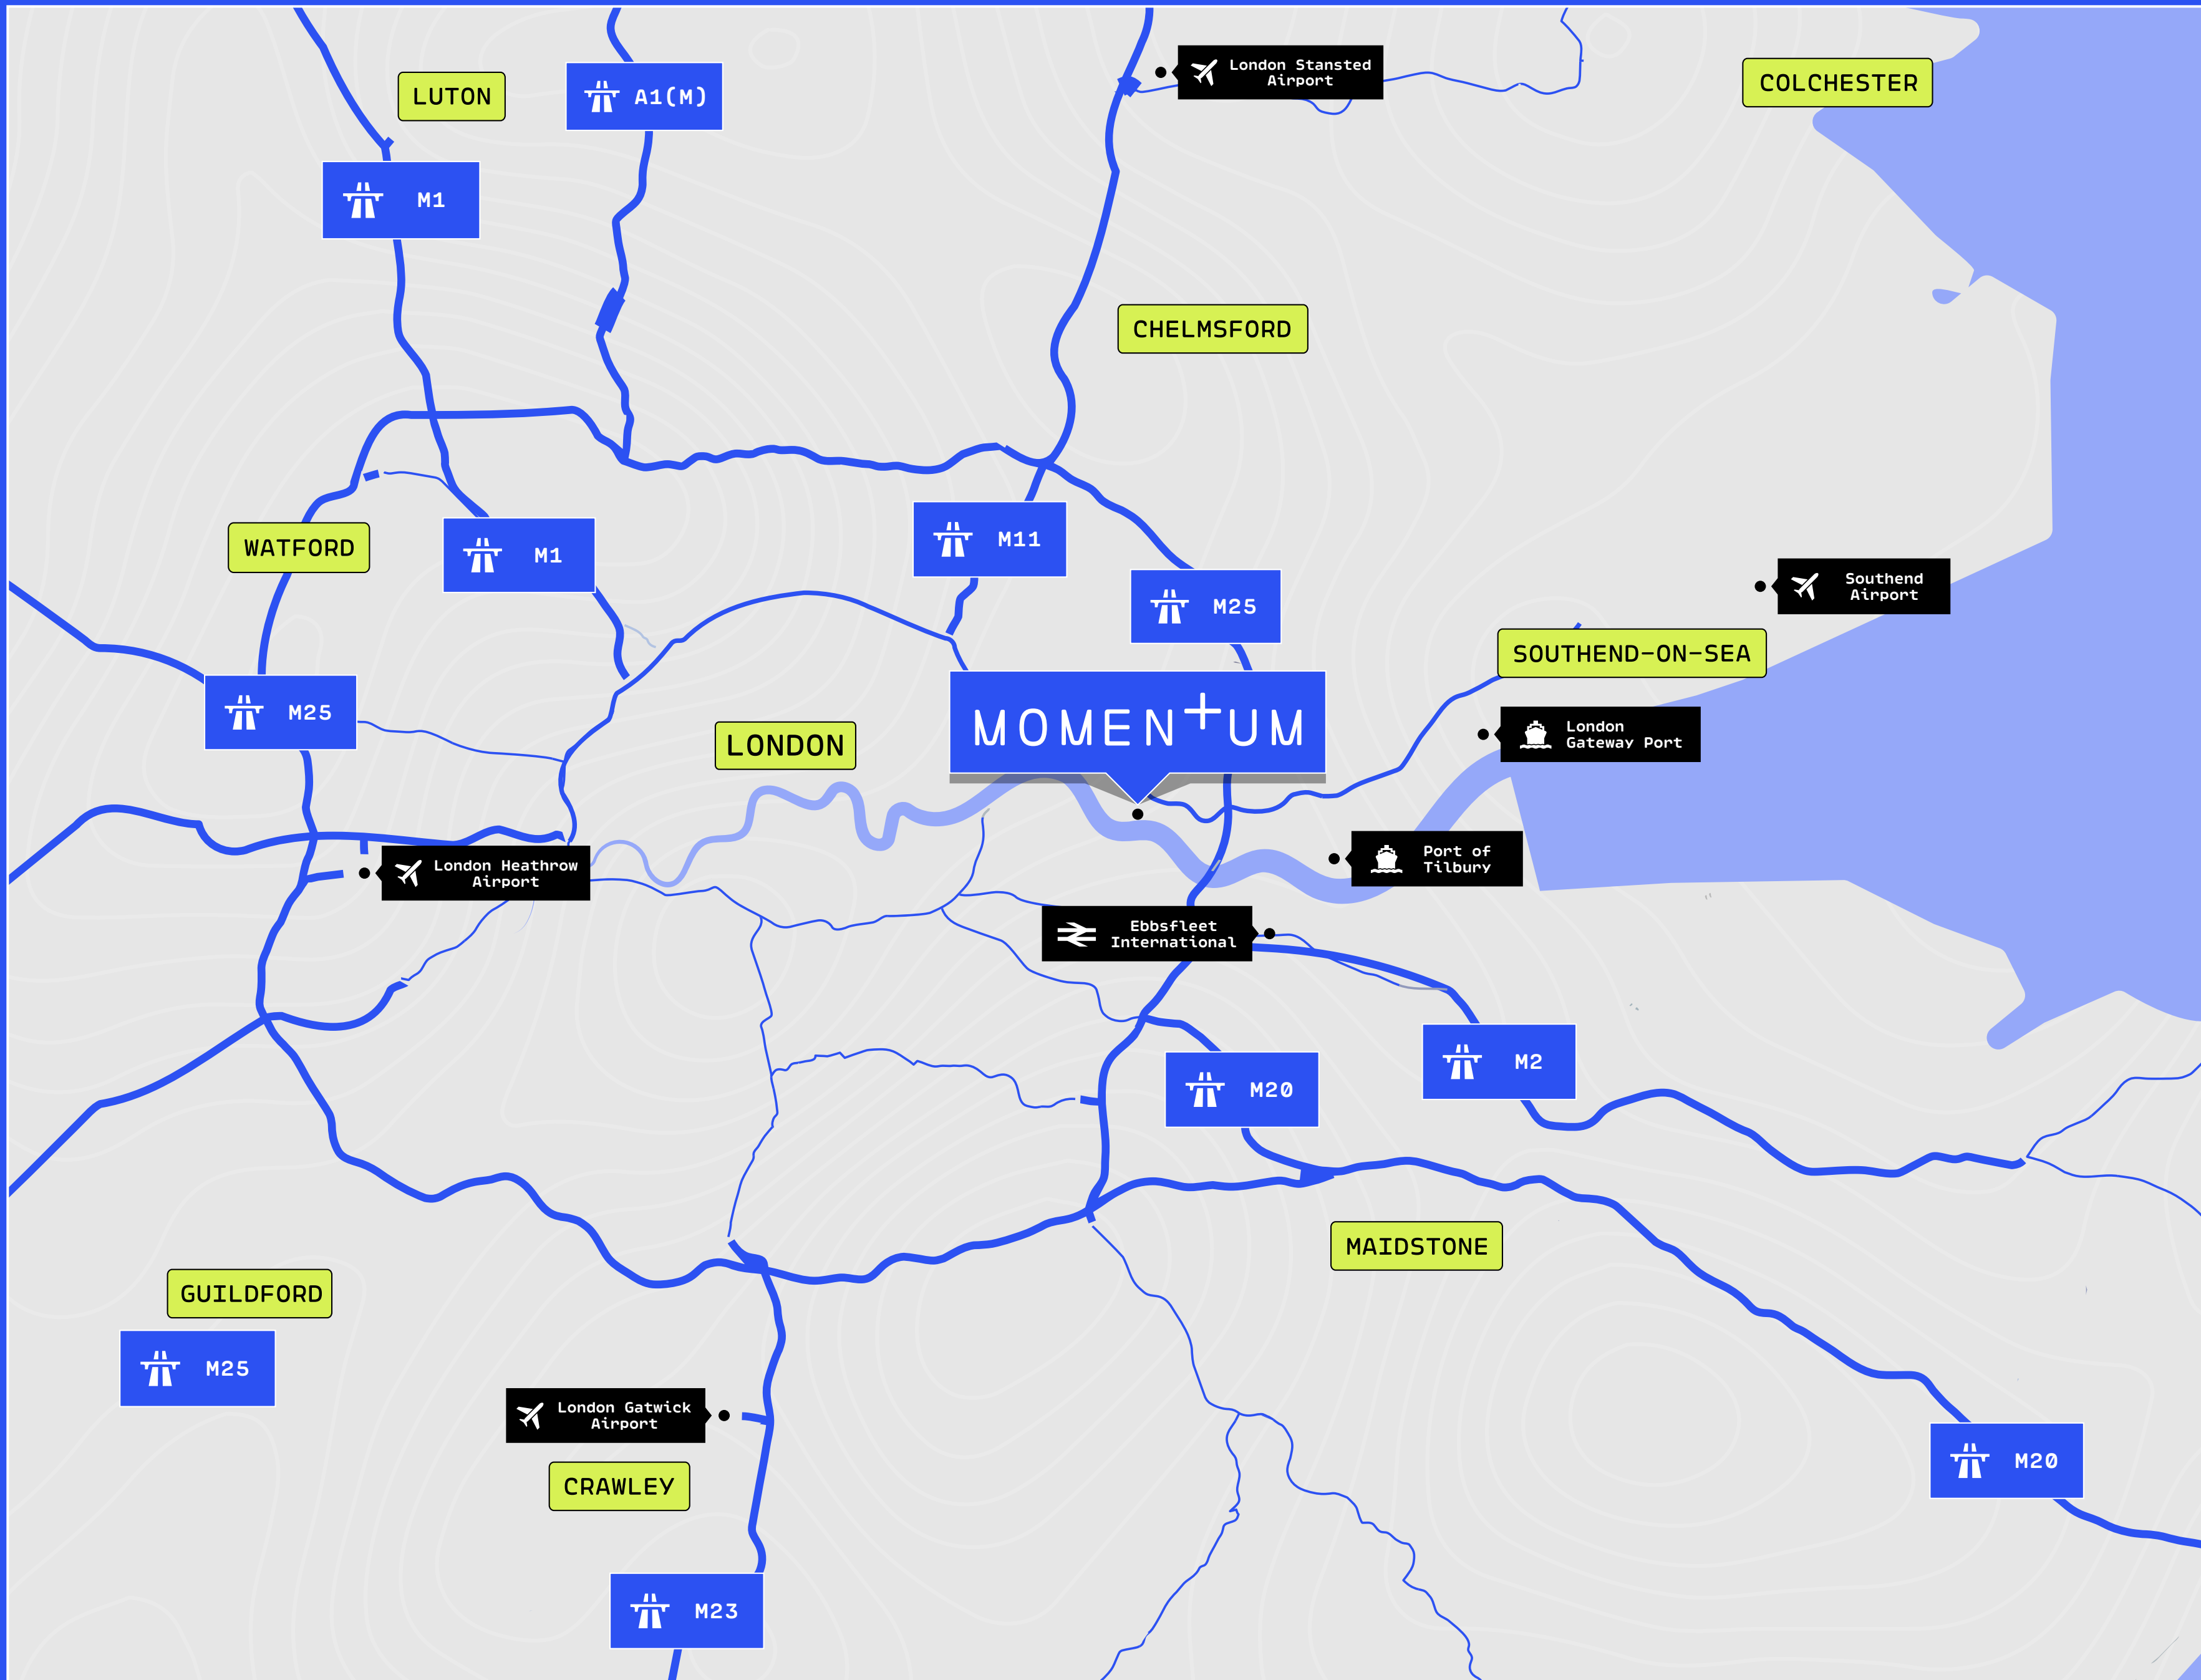 London Stansted
Airport
COLCHESTER
LUTON
A1(M)
M1
CHELMSFORD
M11
WATFORD
M1
Southend
Airport
M25
SOUTHEND-ON-SEA
M25
MOMEN+UM
London
Gateway Port
LONDON
Port of
Tilbury
London Heathrow
Airport
Ebbsfleet
International
M2
M20
MAIDSTONE
GUILDFORD
M25
London Gatwick
Airport
M20
CRAWLEY
M23